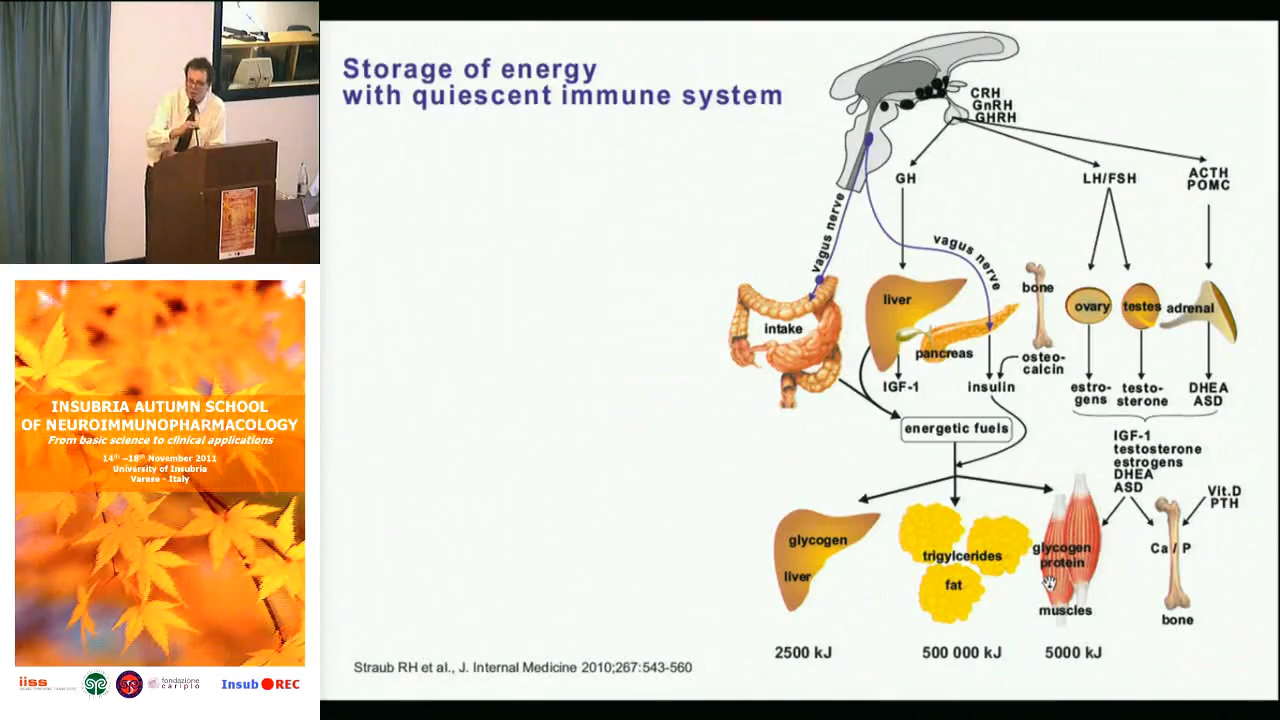 Storage of energy
with quiescent immune system
CRH
GnRH
GHRH
GH
LH/FSH
ACTH
POMC
vagus nerve
vagus nerve
intake
liver
pancreas
bone
ovary
testes
adrenal
IGF-1
insulin
osteo-
calcin
estro-
gens
testo-
sterone
DHEA
ASD
energetic fuels
IGF-1
testosterone
estrogens
DHEA
ASD
Vit.D
PTH
glycogen
liver
trigylcerides
fat
glycogen
protein
muscles
Ca / P
bone
2500 kJ
500 000 kJ
5000 kJ
Straub RH et al., J. Internal Medicine 2010;267:543-560
INSUBRIA AUTUMN SCHOOL
OF NEUROIMMUNOPHARMACOLOGY
From basic science to clinical applications
14th –18th November 2011
University of Insubria
Varese - Italy
iiss
fondazione
cariplo
Insub REC